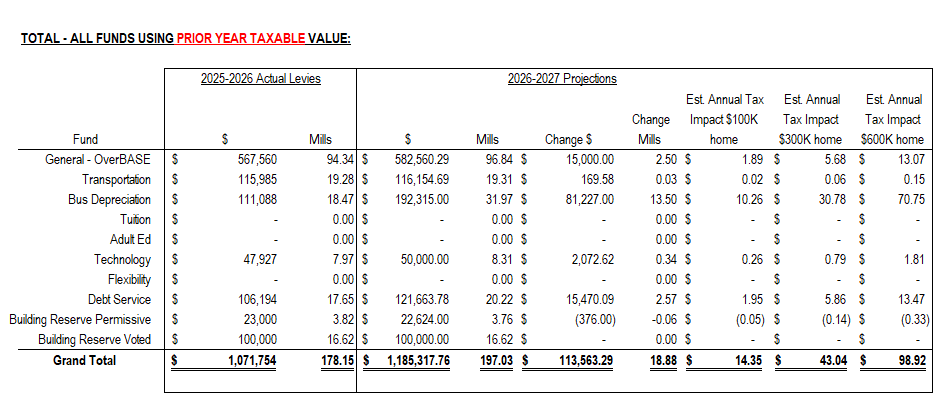 TOTAL - ALL FUNDS USING PRIOR YEAR TAXABLE VALUE:
2025-2026 Actual Levies 2026-2027 Projections
Est. Annual Tax Est. Annual Est. Annual
Change Impact $100K Tax Impact Tax Impact
Fund $ Mills $ Mills Change $ Mills home $300K home $600K home
General - OverBASE $ 567,560 94.34 $ 582,560.29 96.84 $ 15,000.00 2.50 $ 1.89 $ 5.68 $ 13.07
Transportation $ 115,985 19.28 $ 116,154.69 19.31 $ 169.58 0.03 $ 0.02 $ 0.06 $ 0.15
Bus Depreciation $ 111,088 18.47 $ 192,315.00 31.97 $ 81,227.00 13.50 $ 10.26 $ 30.78 $ 70.75
Tuition $ - 0.00 $ - 0.00 $ - 0.00 $ - $ - $ -
Adult Ed $ - 0.00 $ - 0.00 $ - 0.00 $ - $ - $ -
Technology $ 47,927 7.97 $ 50,000.00 8.31 $ 2,072.62 0.34 $ 0.26 $ 0.79 $ 1.81
Flexibility $ - 0.00 $ - 0.00 $ - 0.00 $ - $ - $ -
Debt Service $ 106,194 17.65 $ 121,663.78 20.22 $ 15,470.09 2.57 $ 1.95 $ 5.86 $ 13.47
Building Reserve Permissive $ 23,000 3.82 $ 22,624.00 3.76 $ (376.00) -0.06 $ (0.05) $ (0.14) $ (0.33)
Building Reserve Voted $ 100,000 16.62 $ 100,000.00 16.62 $ - 0.00 $ - $ - $ -
Grand Total $ 1,071,754 178.15 $ 1,185,317.76 197.03 $ 113,563.29 18.88 $ 14.35 $ 43.04 $ 98.92